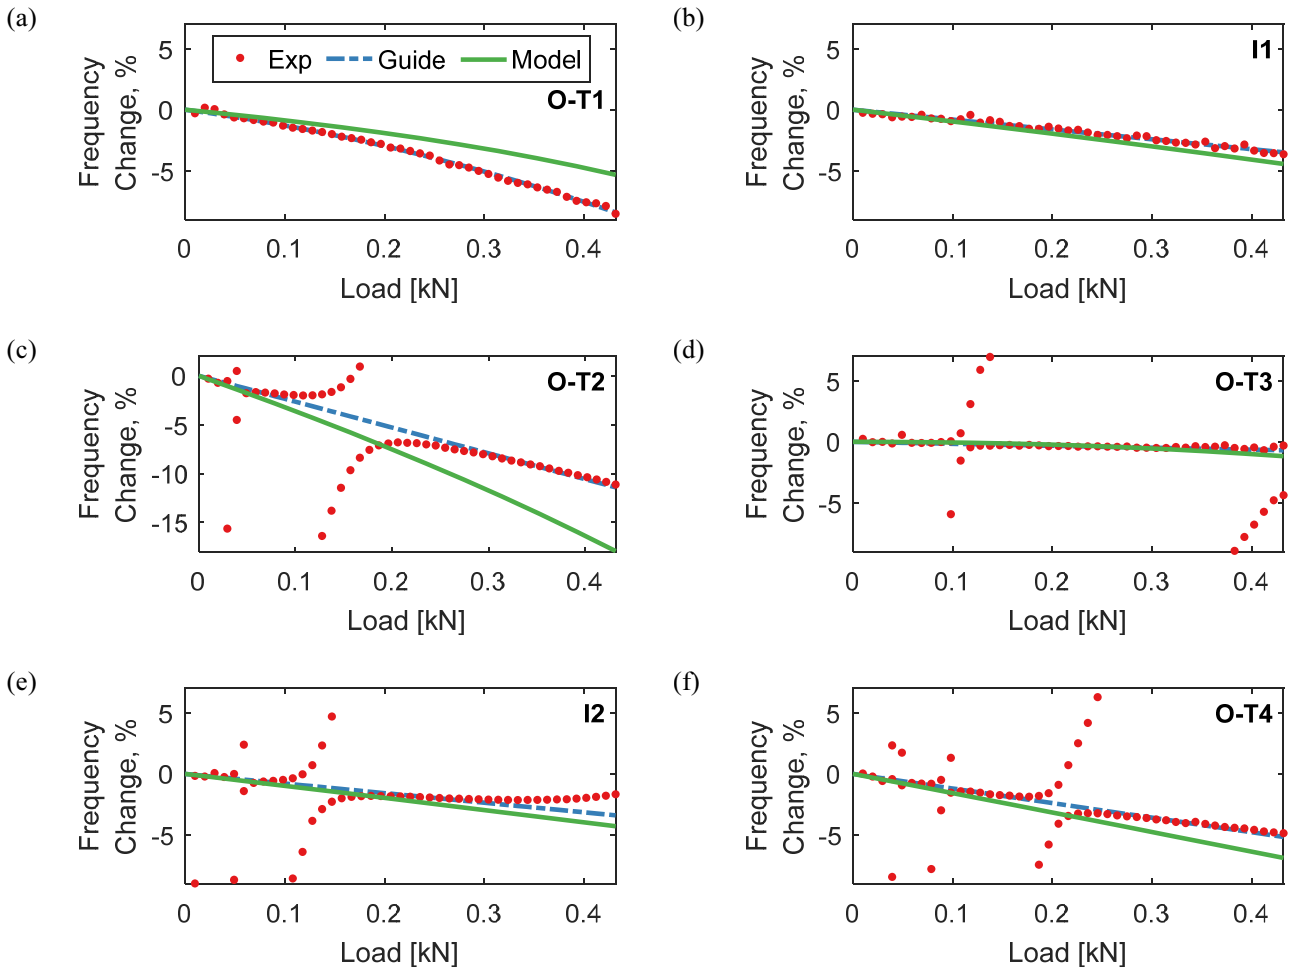 (a)
5
0
-5
Frequency
Change, %
Exp Guide Model
O-T1
0 0.1 0.2 0.3 0.4
Load [kN]
(b)
5
0
-5
Frequency
Change, %
I1
0 0.1 0.2 0.3 0.4
Load [kN]
(c)
0
-5
-10
-15
Frequency
Change, %
O-T2
0 0.1 0.2 0.3 0.4
Load [kN]
(d)
5
0
-5
Frequency
Change, %
O-T3
0 0.1 0.2 0.3 0.4
Load [kN]
(e)
5
0
-5
Frequency
Change, %
I2
0 0.1 0.2 0.3 0.4
Load [kN]
(f)
5
0
-5
Frequency
Change, %
O-T4
0 0.1 0.2 0.3 0.4
Load [kN]